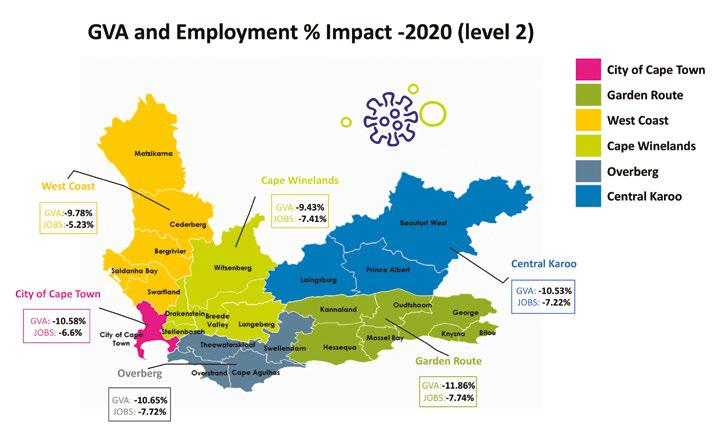 GVA and Employment % Impact -2020 (level 2)
City of Cape Town
Garden Route
West Coast
Cape Winelands
Overberg
Central Karoo
Matzikama
West Coast
GVA:-9.78%
JOBS:-5.23%
Cederberg
Cape Winelands
GVA:-9.43%
JOBS: -7.41%
Beaufort West
Bergrivier
Witzenberg
Saldanha Bay
Prince Albert
Laingsburg
Central Karoo
GVA: -10.53%
JOBS: -7.22%
Swartland
City of Cape Town
GVA: -10.58%
JOBS: -6.6%
Drakenstein
Breede
Valley
Langeberg
Stellenbosch
Kannaland
Oudtshoorn
George
Knysna
Bitou
City of Cape
Town
Theewaterskloof
Swellendam
Hessequa
Mossel Bay
Garden Route
GVA:-11.86%
JOBS: -7.74%
Overberg
Overstrand
Cape Agulhas
GVA: -10.65%
JOBS: -7.72%